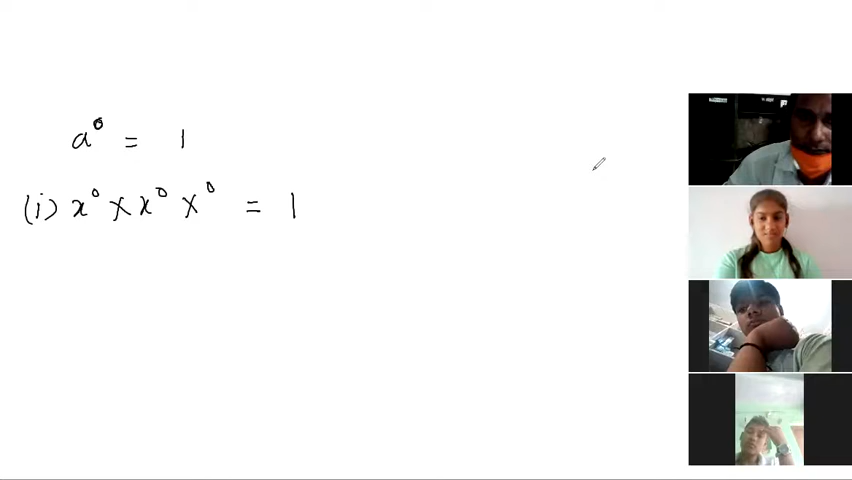 a⁰ = 1
(i) x⁰ × x⁰ x⁰ = 1